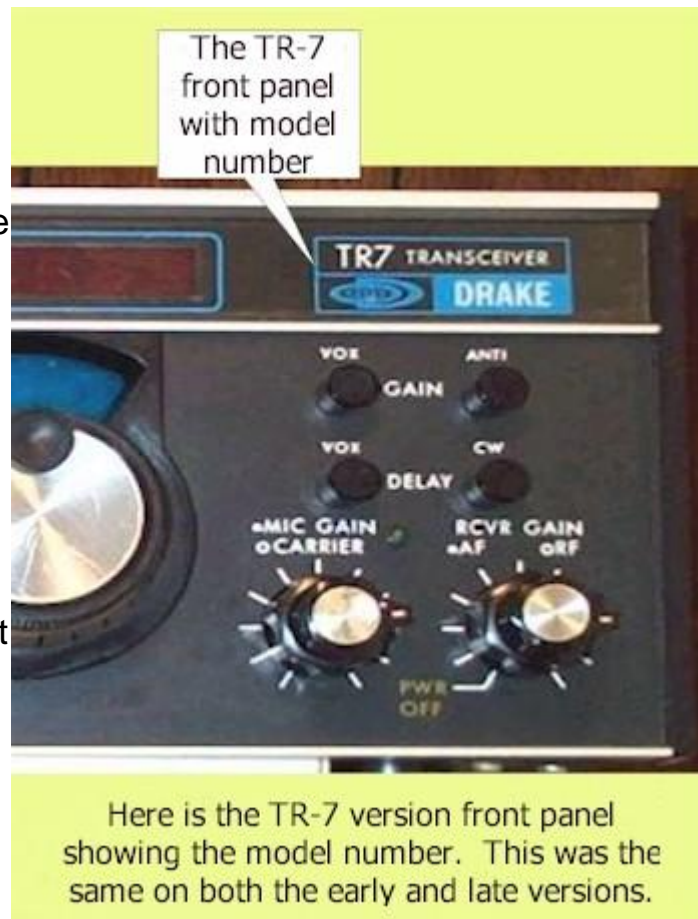 The TR-7
front panel
with model
number
e
TR7 TRANSCEIVER
DRAKE
VOX ANTI
GAIN
VOX CW
DELAY
MIC GAIN RCVR GAIN
CARRIER AF RF
t
PWR
OFF
Here is the TR-7 version front panel
showing the model number. This was the
same on both the early and late versions.